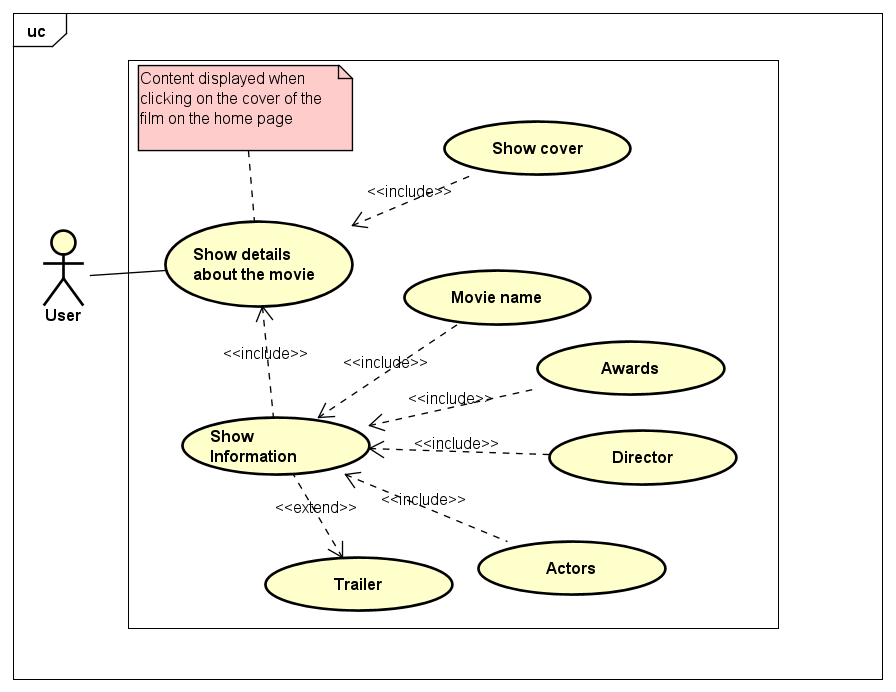 uc
Content displayed when
clicking on the cover of the
film on the home page
Show cover
<<include>>
Show details
about the movie
User
Movie name
<<include>>
<<include>>
Awards
<<include>>
Show
Information
<<include>>
Director
<<include>>
<<extend>>
Actors
Trailer